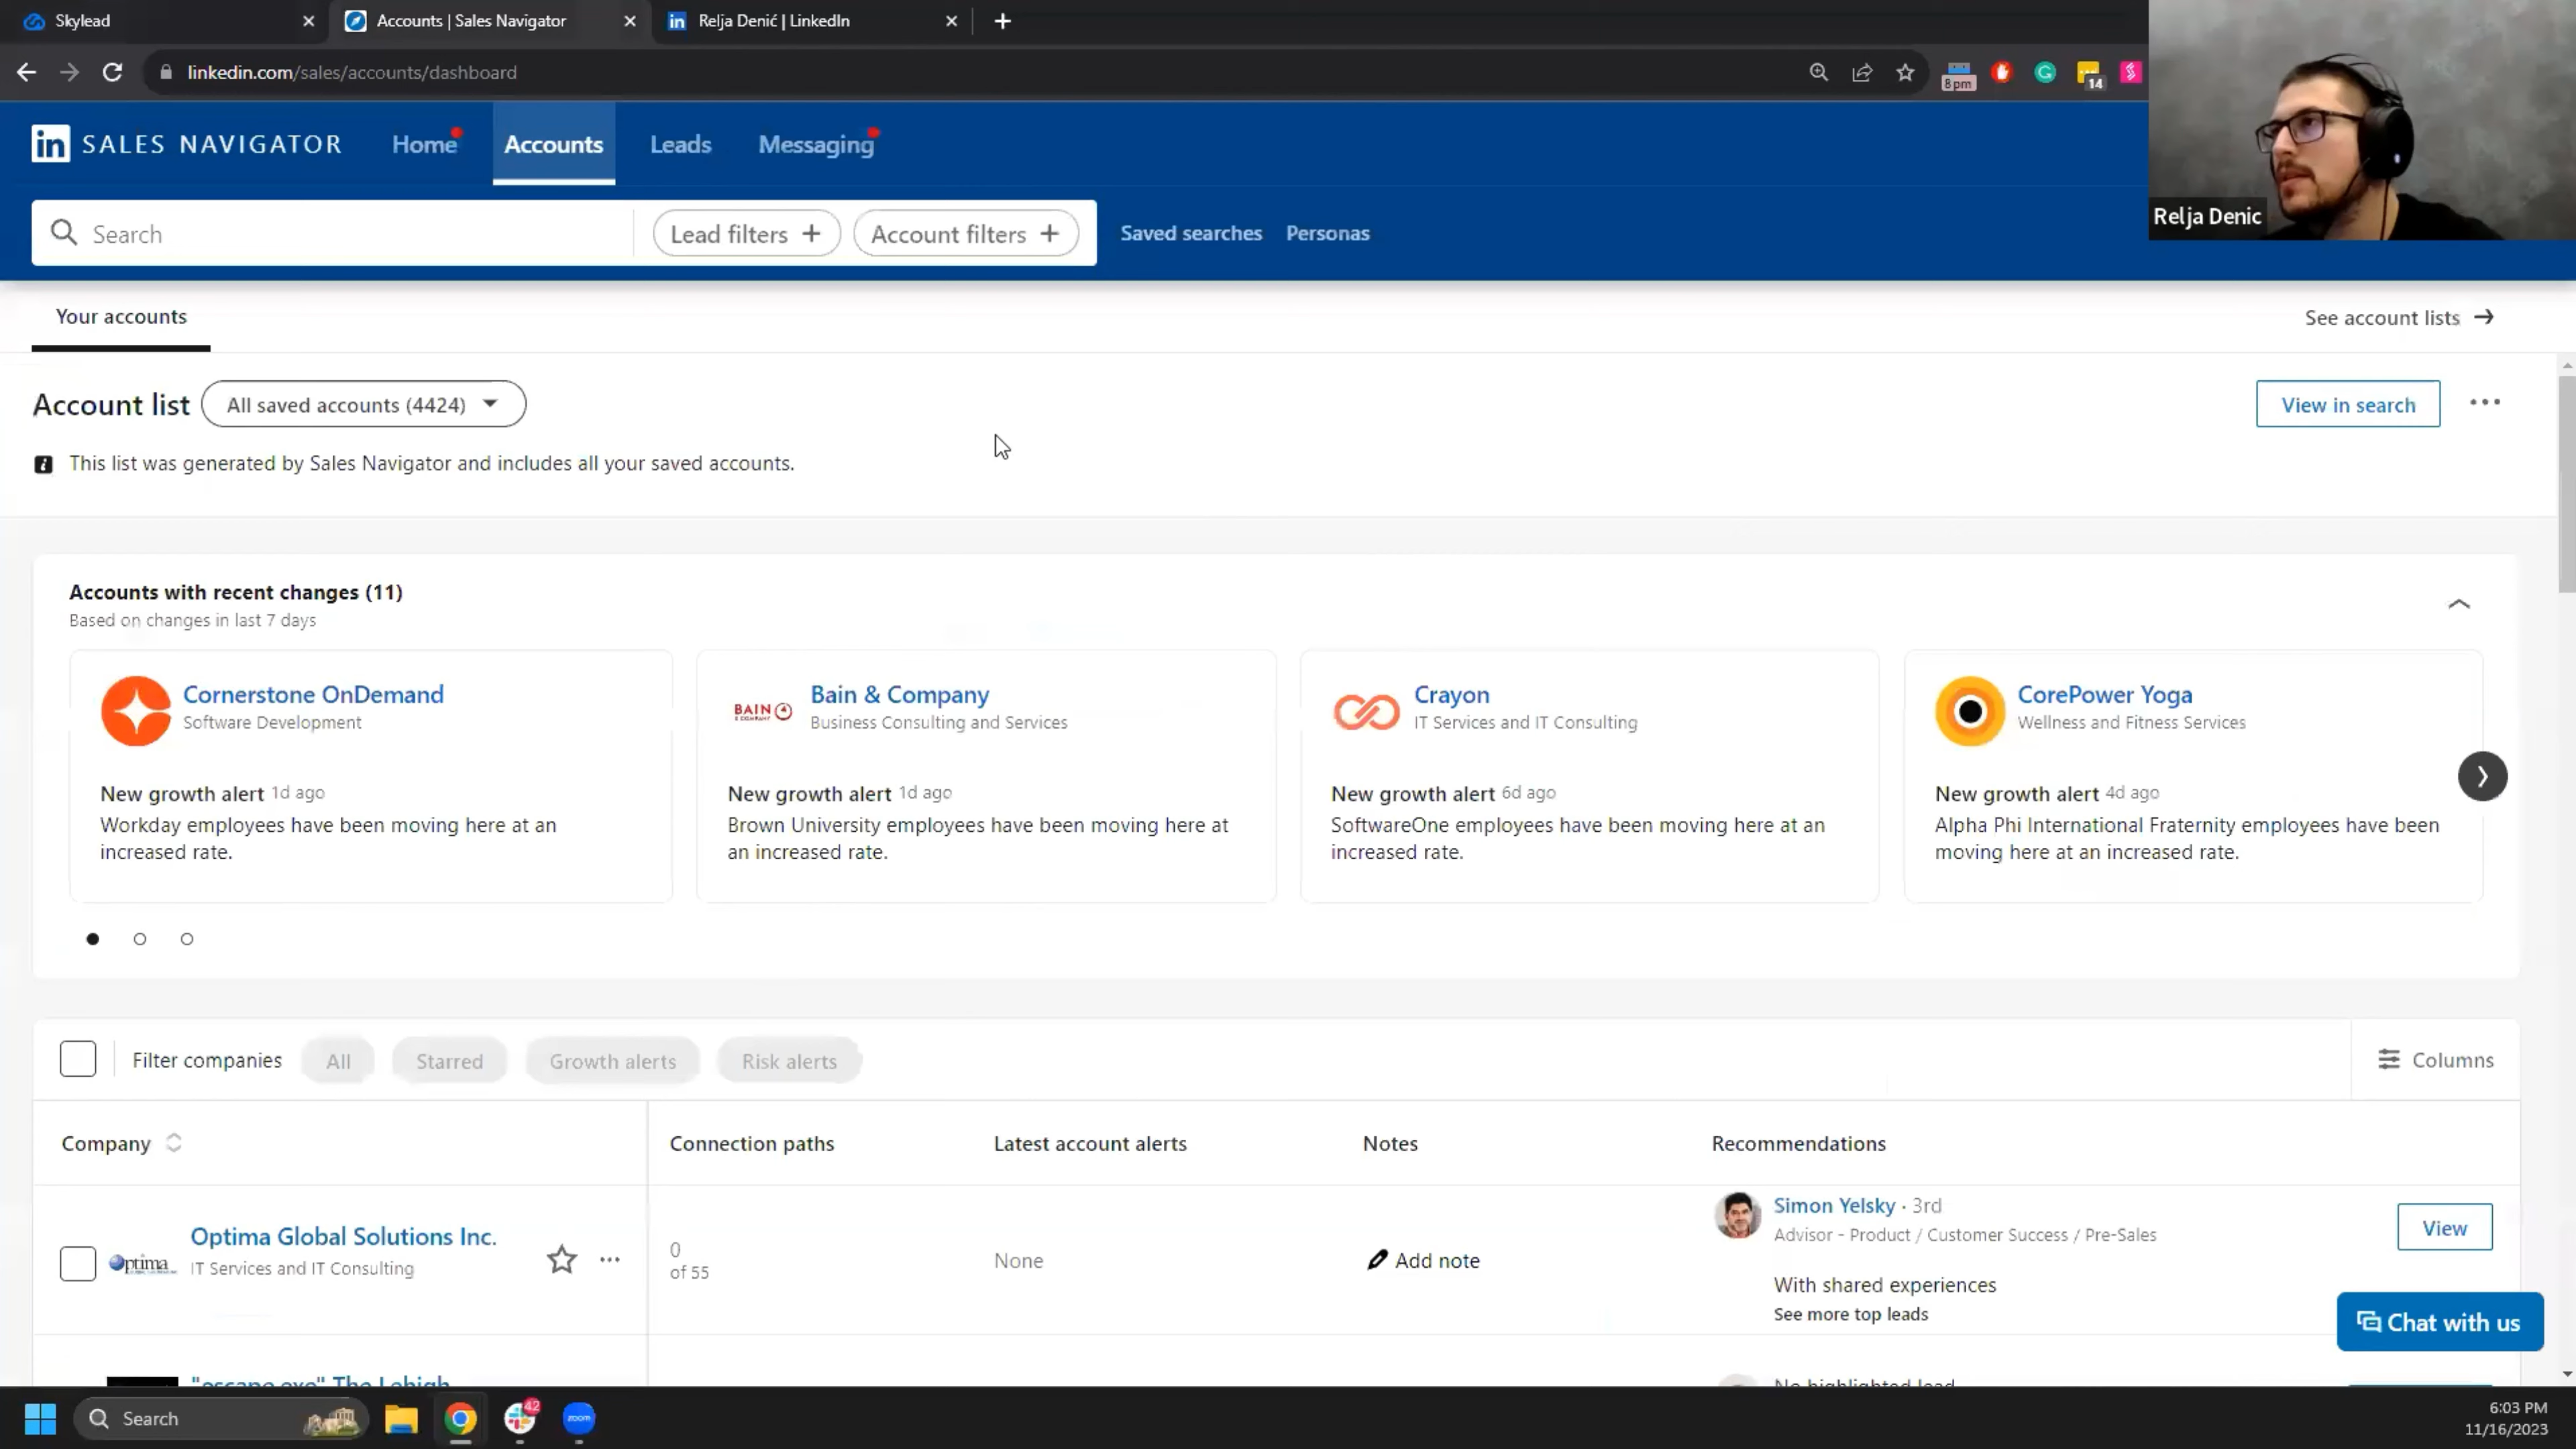 Skylead
Accounts | Sales Navigator
in Relja Denić | LinkedIn
linkedin.com/sales/accounts/dashboard
8 pm
14
in SALES NAVIGATOR
Home
Accounts
Leads
Messaging
Relja Denic
Search
Lead filters +
Account filters +
Saved searches
Personas
Your accounts
See account lists →
Account list
All saved accounts (4424)
View in search
This list was generated by Sales Navigator and includes all your saved accounts.
Accounts with recent changes (11)
Based on changes in last 7 days
Cornerstone OnDemand
Software Development
New growth alert 1d ago
Workday employees have been moving here at an
increased rate.
BAIN
& COMPANY
Bain & Company
Business Consulting and Services
New growth alert 1d ago
Brown University employees have been moving here at
an increased rate.
Crayon
IT Services and IT Consulting
New growth alert 6d ago
SoftwareOne employees have been moving here at an
increased rate.
CorePower Yoga
Wellness and Fitness Services
New growth alert 4d ago
Alpha Phi International Fraternity employees have been
moving here at an increased rate.
Filter companies
All
Starred
Growth alerts
Risk alerts
Columns
Company
Connection paths
Latest account alerts
Notes
Recommendations
Optima
Optima Global Solutions Inc.
IT Services and IT Consulting
0
of 55
None
Add note
Simon Yelsky · 3rd
Advisor - Product / Customer Success / Pre-Sales
With shared experiences
See more top leads
View
Chat with us
"escape.exe" The Lehigh
No highlighted lead
Search
42
zoom
6:03 PM
11/16/2023